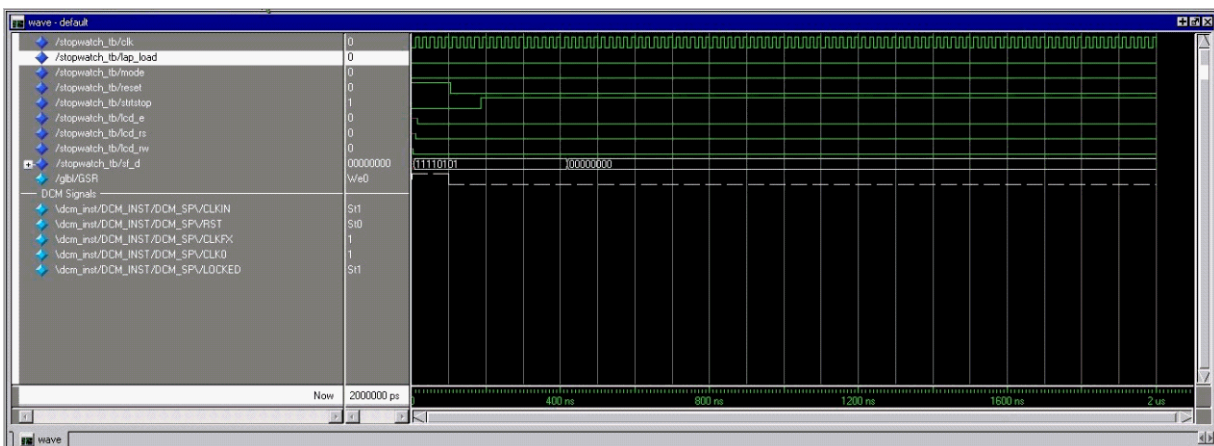 wave - default
/stopwatch_tb/clk 0
/stopwatch_tb/lap_load 0
/stopwatch_tb/mode 0
/stopwatch_tb/reset 0
/stopwatch_tb/strtstop 1
/stopwatch_tb/lcd_e 0
/stopwatch_tb/lcd_rs 0
/stopwatch_tb/lcd_rw 0
/stopwatch_tb/sf_d 00000000 11110101 00000000
/glbl/GSR We0
DCM Signals
\dcm_inst/DCM_INST/DCM_SP\/CLKIN St1
\dcm_inst/DCM_INST/DCM_SP\/RST St0
\dcm_inst/DCM_INST/DCM_SP\/CLKFX 1
\dcm_inst/DCM_INST/DCM_SP\/CLK0 1
\dcm_inst/DCM_INST/DCM_SP\/LOCKED St1
Now 2000000 ps 0 400 ns 800 ns 1200 ns 1600 ns 2 us
wave